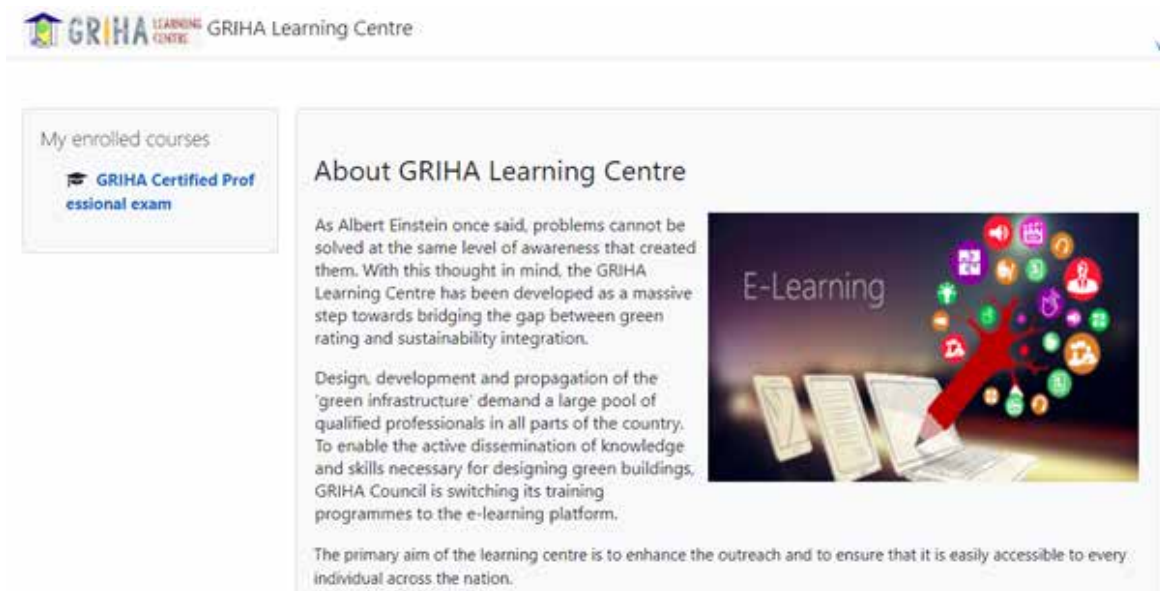 GRIHA LEARNING CENTRE GRIHA Learning Centre
My enrolled courses
GRIHA Certified Prof
essional exam
About GRIHA Learning Centre
As Albert Einstein once said, problems cannot be
solved at the same level of awareness that created
them. With this thought in mind, the GRIHA
Learning Centre has been developed as a massive
step towards bridging the gap between green
rating and sustainability integration.
E-Learning
Design, development and propagation of the
'green infrastructure' demand a large pool of
qualified professionals in all parts of the country.
To enable the active dissemination of knowledge
and skills necessary for designing green buildings,
GRIHA Council is switching its training
programmes to the e-learning platform.
The primary aim of the learning centre is to enhance the outreach and to ensure that it is easily accessible to every
individual across the nation.